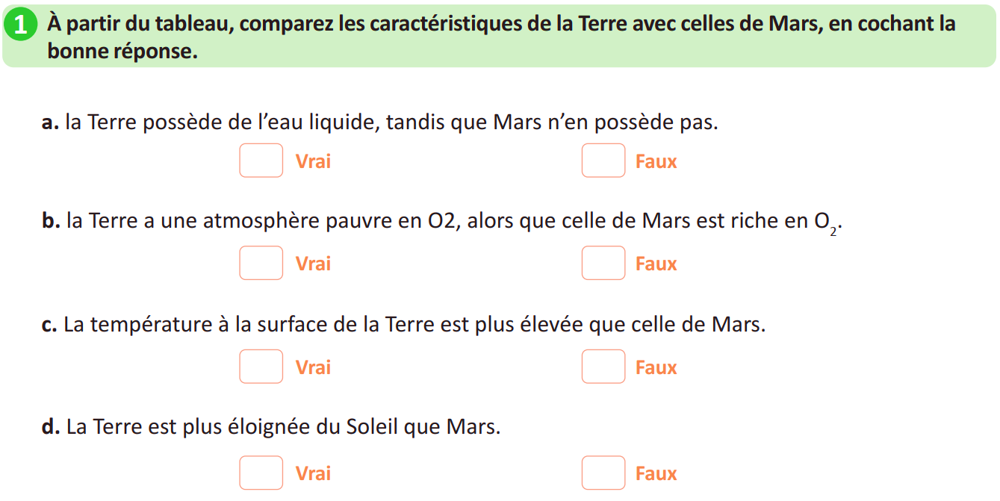 1 À partir du tableau, comparez les caractéristiques de la Terre avec celles de Mars, en cochant la
bonne réponse.
a. la Terre possède de l’eau liquide, tandis que Mars n’en possède pas.
Vrai Faux
b. la Terre a une atmosphère pauvre en O2, alors que celle de Mars est riche en O₂.
Vrai Faux
c. La température à la surface de la Terre est plus élevée que celle de Mars.
Vrai Faux
d. La Terre est plus éloignée du Soleil que Mars.
Vrai Faux